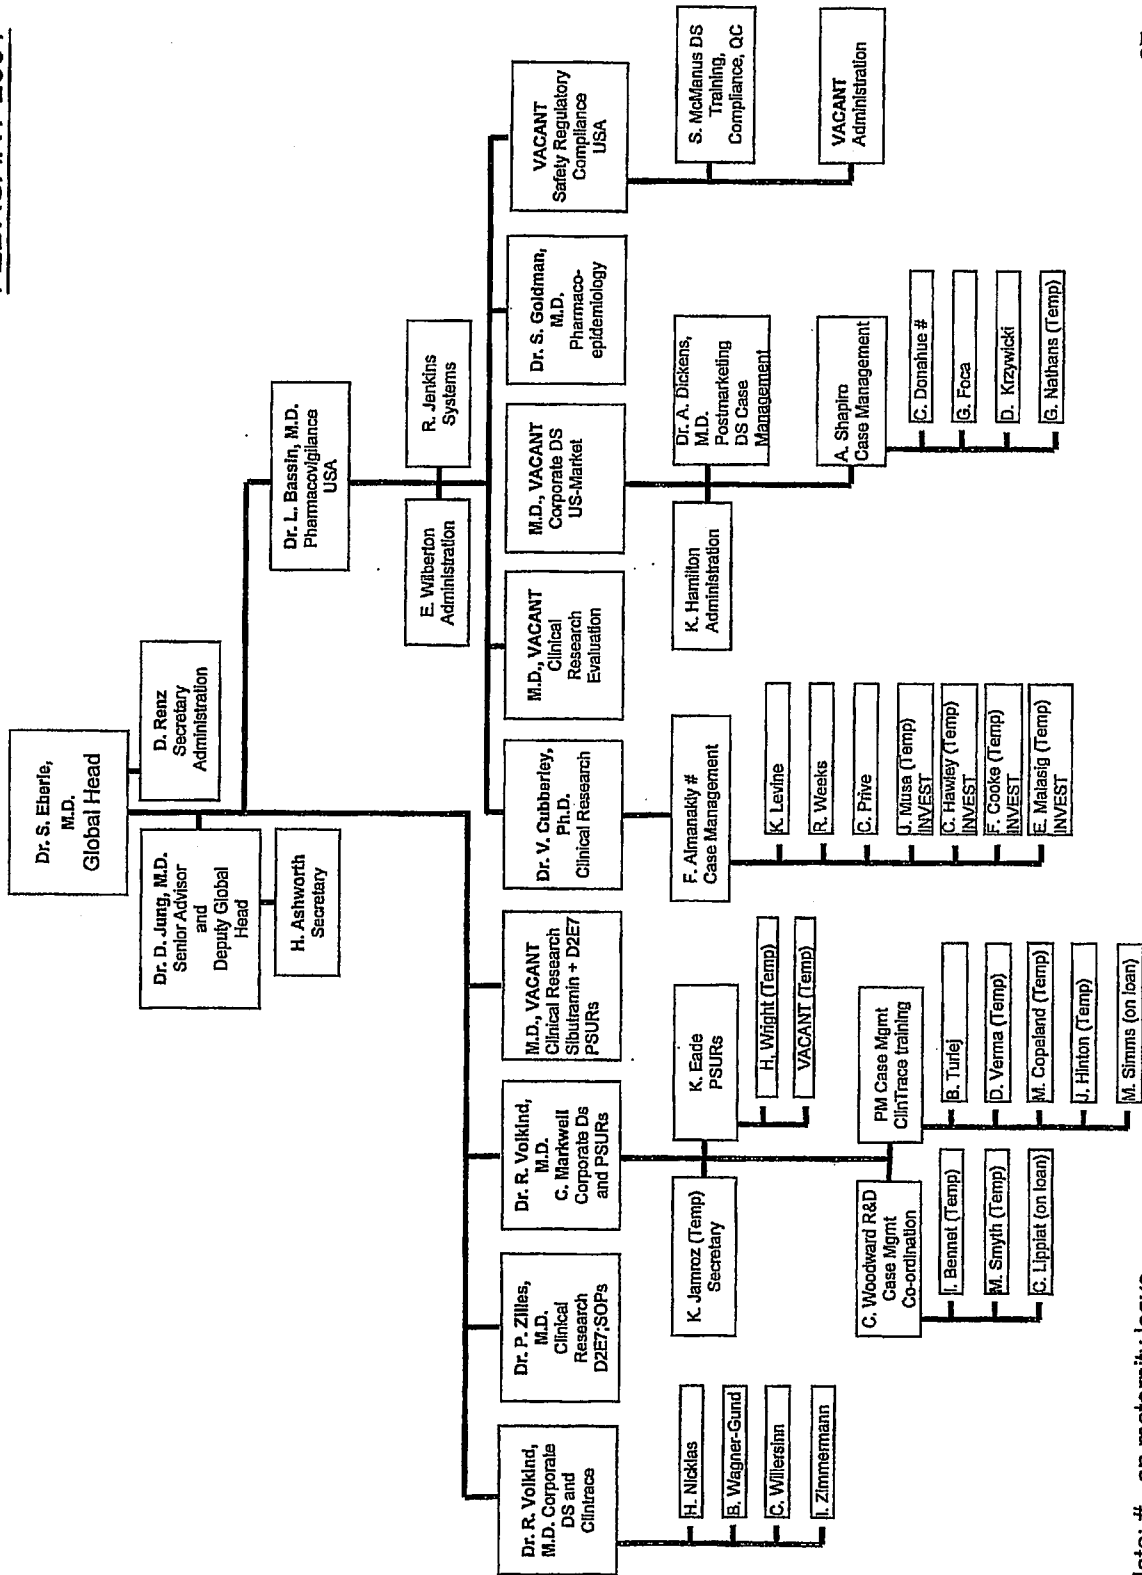 Dr. S. Eberle,
M.D.
Global Head
D. Renz
Secretary
Administration
Dr. D. Jung, M.D.
Senior Advisor
and
Deputy Global
Head
H. Ashworth
Secretary
Dr. L. Bassin, M.D.
Pharmacovigilance
USA
E. Wilberton
Administration
R. Jenkins
Systems
Dr. R. Volkind,
M.D. Corporate
DS and
Clintrace
Dr. P. Zilles,
M.D.
Clinical
Research
D2E7;SOPs
Dr. R. Volkind,
M.D.
C. Markwell
Corporate Ds
and PSURs
M.D., VACANT
Clinical Research
Sibutramin + D2E7
PSURs
Dr. V. Cubberley,
Ph.D.
Clinical Research
M.D., VACANT
Clinical
Research
Evaluation
M.D., VACANT
Corporate DS
US-Market
Dr. S. Goldman,
M.D.
Pharmaco-
epidemiology
VACANT
Safety Regulatory
Compliance
USA
H. Nicklas
B. Wagner-Gund
C. Willersinn
I. Zimmermann
K. Jamroz (Temp)
Secretary
K. Eade
PSURs
H, Wright (Temp)
VACANT (Temp)
C. Woodward R&D
Case Mgmt
Co-ordination
I. Bennet (Temp)
M. Smyth (Temp)
C. Lippiat (on loan)
PM Case Mgmt
ClinTrace training
B. Turlej
D. Verma (Temp)
M. Copeland (Temp)
J. Hinton (Temp)
M. Simms (on loan)
F. Almanakly #
Case Management
K. Levine
R. Weeks
C. Prive
J. Musa (Temp)
INVEST
C. Hawley (Temp)
INVEST
F. Cooke (Temp)
INVEST
E. Malasig (Temp)
INVEST
K. Hamilton
Administration
Dr. A. Dickens,
M.D.
Postmarketing
DS Case
Management
A. Shapiro
Case Management
C. Donahue #
G. Foca
D. Krzywicki
G. Nathans (Temp)
S. McManus DS
Training,
Compliance, QC
VACANT
Administration